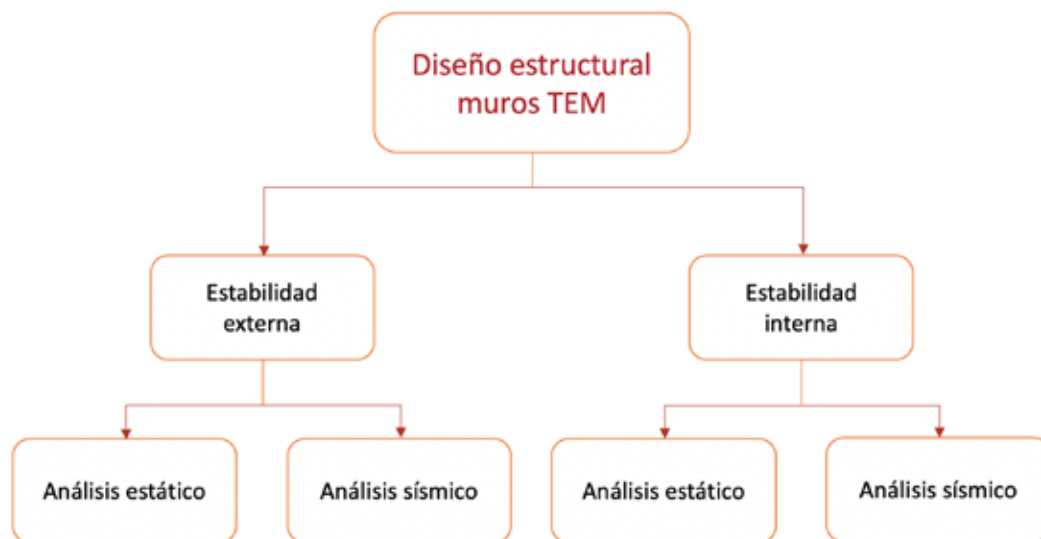 Diseño estructural
muros TEM
Estabilidad
externa
Estabilidad
interna
Análisis estático
Análisis sísmico
Análisis estático
Análisis sísmico